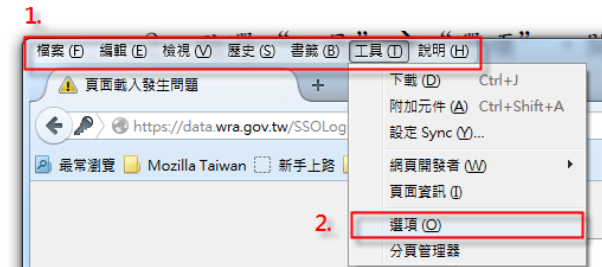 1.
檔案 (F) 編輯 (E) 檢視 (V) 歷史 (S) 書籤 (B) 工具 (T) 說明 (H)
頁面載入發生問題 +
下載 (D) Ctrl+J
附加元件 (A) Ctrl+Shift+A
https://data.wra.gov.tw/SSOLog
設定 Sync (Y)...
最常瀏覽 Mozilla Taiwan 新手上路
網頁開發者 (W)
頁面資訊 (I)
2.
選項 (O)
分頁管理器